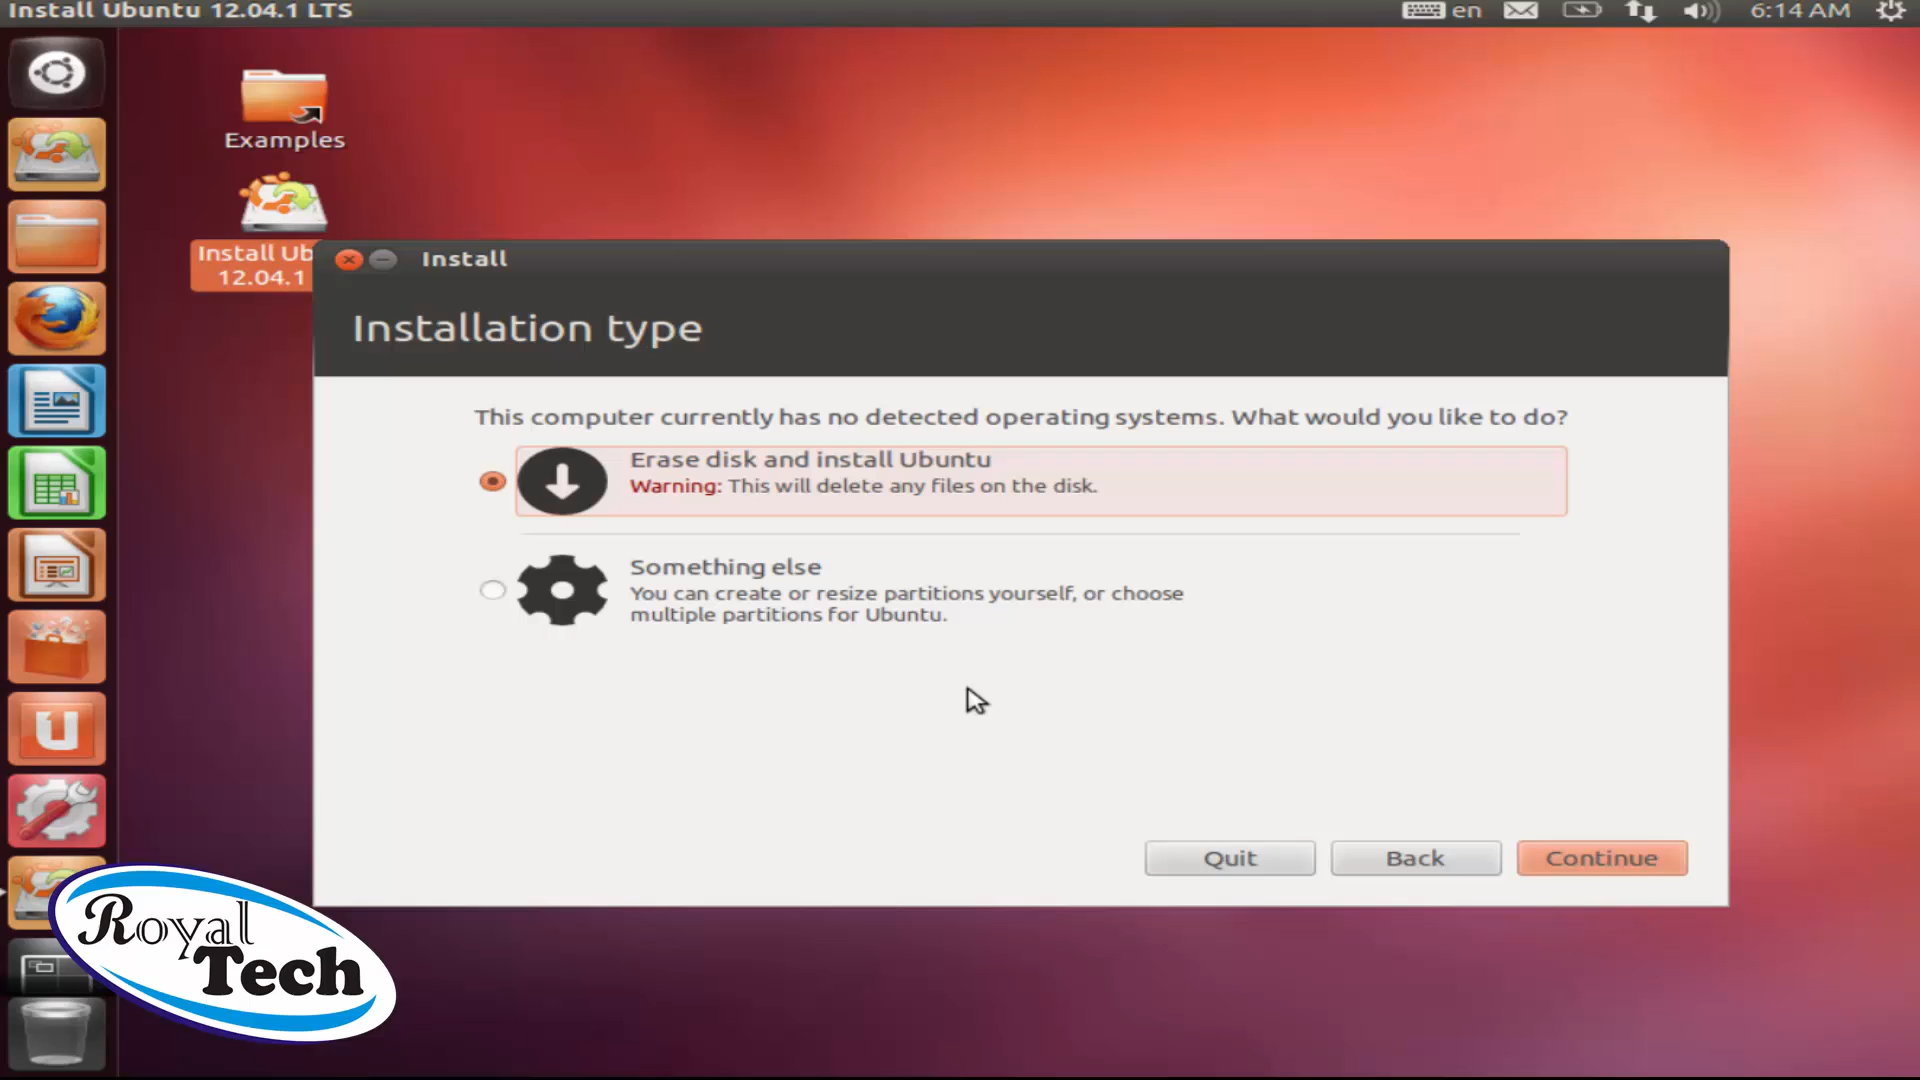 Install Ubuntu 12.04.1 LTS
en
6:14 AM
Examples
Install Ub
12.04.1
Install
Installation type
This computer currently has no detected operating systems. What would you like to do?
Erase disk and install Ubuntu
Warning: This will delete any files on the disk.
Something else
You can create or resize partitions yourself, or choose
multiple partitions for Ubuntu.
Quit
Back
Continue
U
Royal
Tech